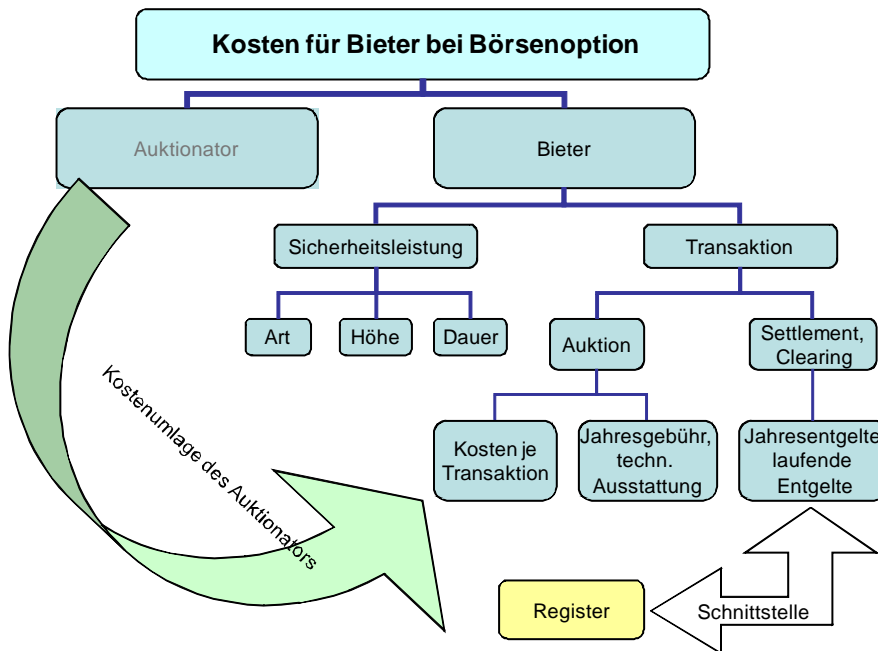 Kosten für Bieter bei Börsenoption
Auktionator
Bieter
Sicherheitsleistung
Transaktion
Art
Höhe
Dauer
Auktion
Settlement,
Clearing
Kosten je
Transaktion
Jahresgebühr,
techn.
Ausstattung
Jahresentgelte
laufende
Entgelte
Kostenumlage des Auktionators
Register
Schnittstelle